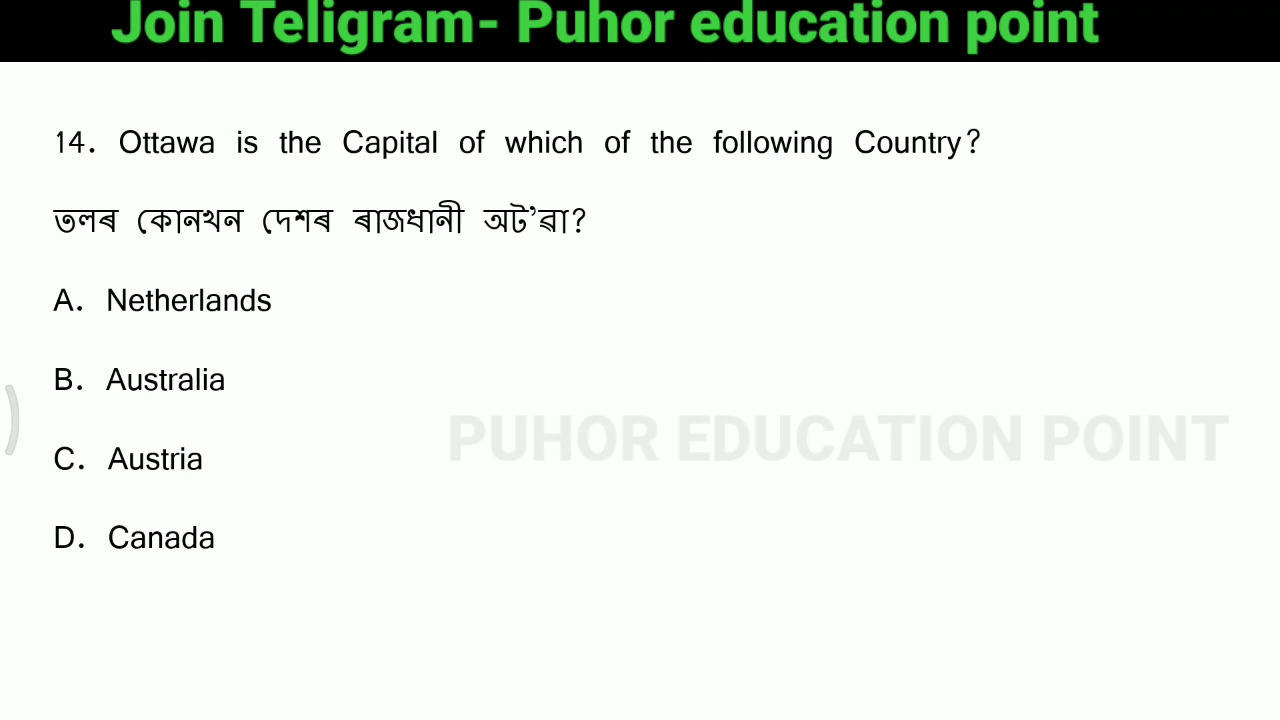 Join Teligram- Puhor education point
14. Ottawa is the Capital of which of the following Country?
তলৰ কোনখন দেশৰ ৰাজধানী অট’ৱা?
A. Netherlands
B. Australia
PUHOR EDUCATION POINT
C. Austria
D. Canada